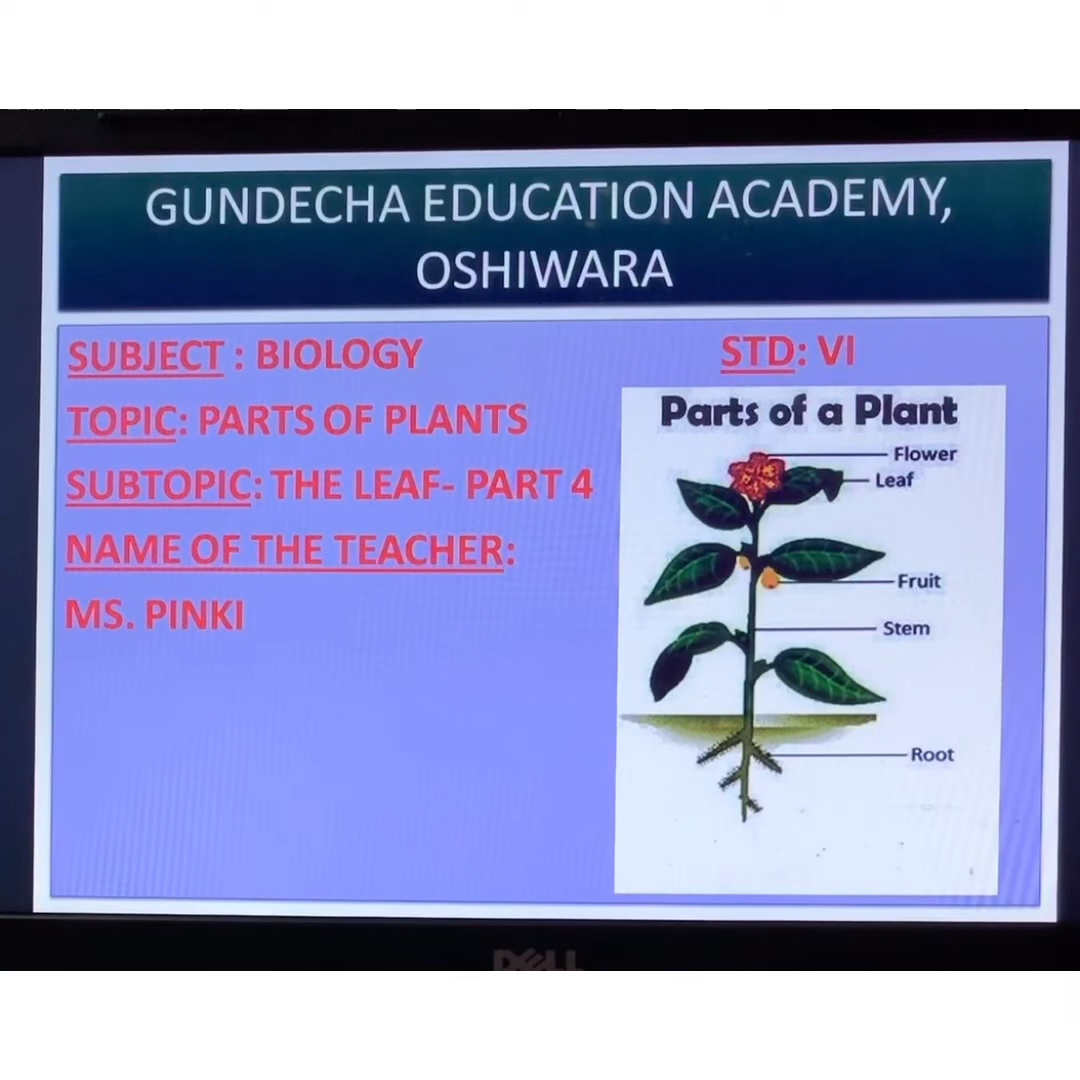 GUNDECHA EDUCATION ACADEMY,
OSHIWARA
SUBJECT : BIOLOGY
STD: VI
TOPIC: PARTS OF PLANTS
SUBTOPIC: THE LEAF- PART 4
NAME OF THE TEACHER:
MS. PINKI
Parts of a Plant
Flower
Leaf
Fruit
Stem
Root
DELL